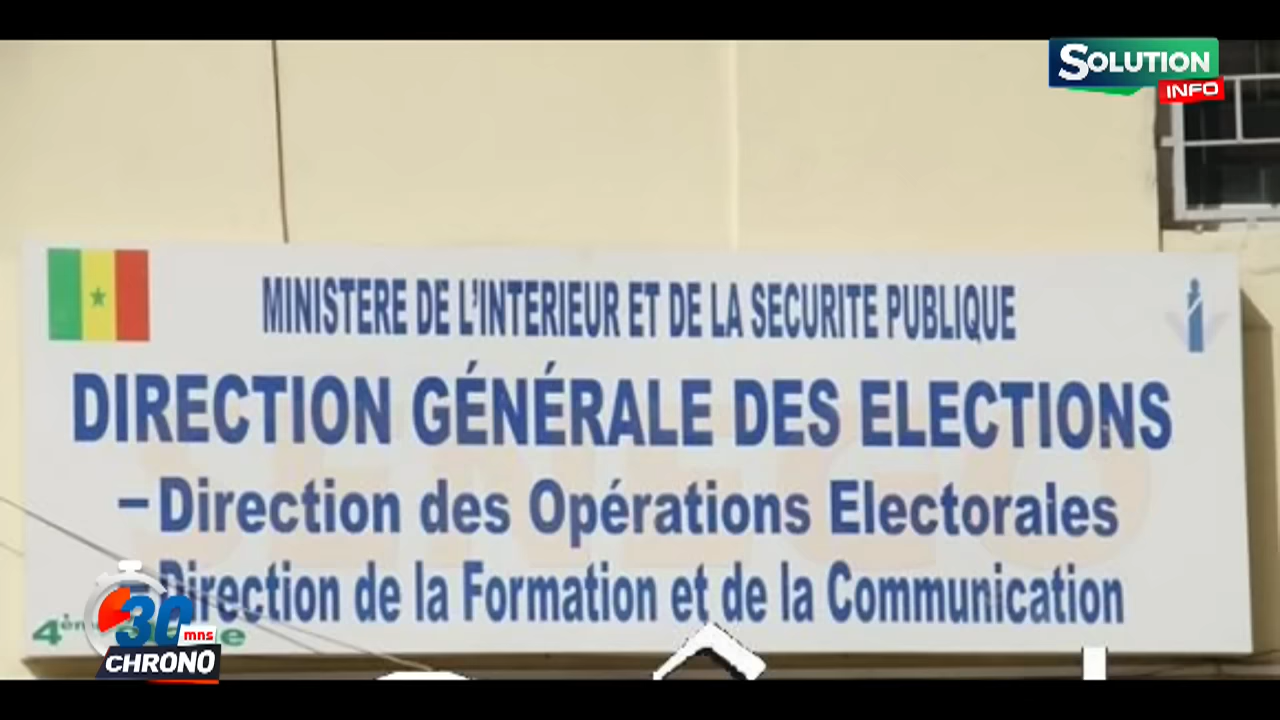 SOLUTION
INFO
MINISTERE DE L'INTERIEUR ET DE LA SECURITE PUBLIQUE
DIRECTION GÉNÉRALE DES ELECTIONS
– Direction des Opérations Electorales
– Direction de la Formation et de la Communication
30
mns
CHRONO